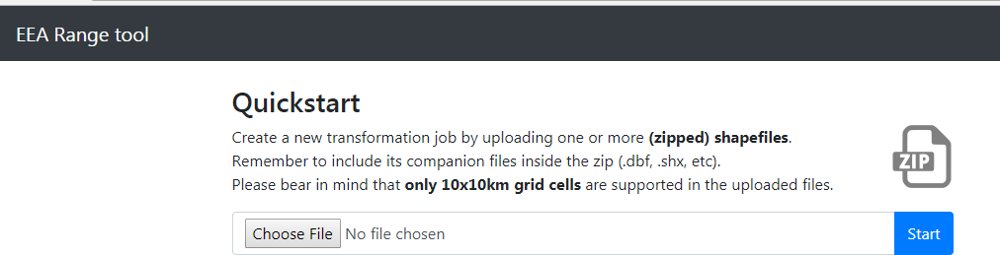 EEA Range tool
Quickstart
Create a new transformation job by uploading one or more (zipped) shapefiles.
Remember to include its companion files inside the zip (.dbf, .shx, etc).
Please bear in mind that only 10x10km grid cells are supported in the uploaded files.
ZIP
Choose File No file chosen Start